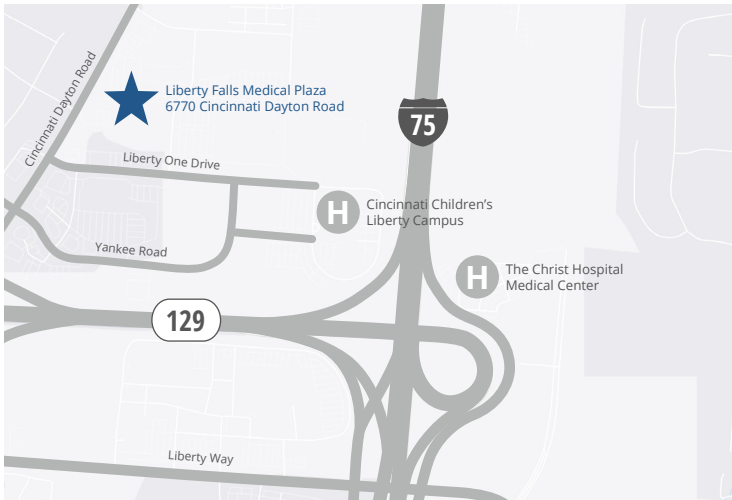 Cincinnati Dayton Road
Liberty Falls Medical Plaza
6770 Cincinnati Dayton Road
75
Liberty One Drive
H
Cincinnati Children’s
Liberty Campus
Yankee Road
H
The Christ Hospital
Medical Center
129
Liberty Way